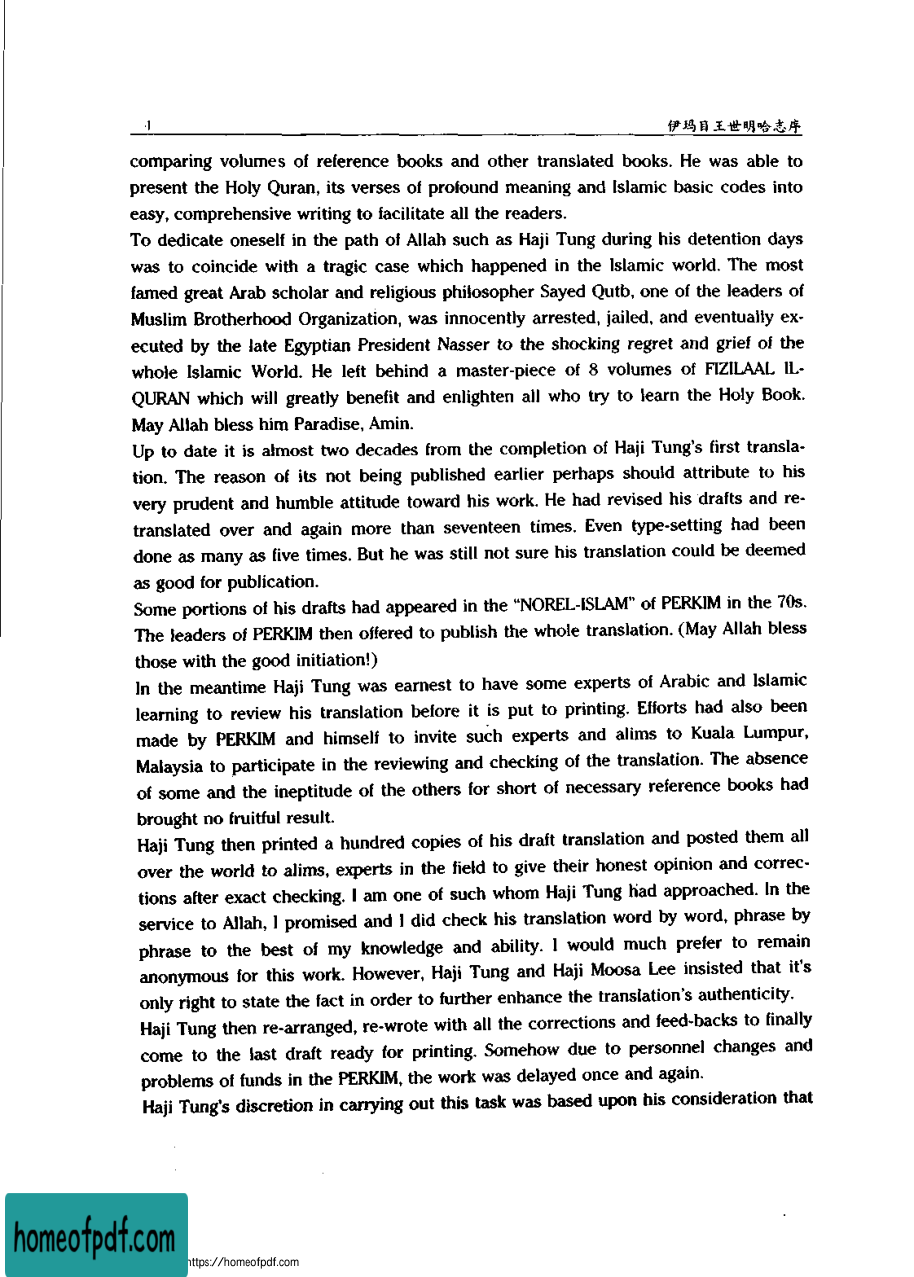 ·I 伊玛目王世明哈志序
comparing volumes of reference books and other translated books. He was able to
present the Holy Quran, its verses of profound meaning and Islamic basic codes into
easy, comprehensive writing to facilitate all the readers.
To dedicate oneself in the path of Allah such as Haji Tung during his detention days
was to coincide with a tragic case which happened in the Islamic world. The most
famed great Arab scholar and religious philosopher Sayed Qutb, one of the leaders of
Muslim Brotherhood Organization, was innocently arrested, jailed, and eventually ex-
ecuted by the late Egyptian President Nasser to the shocking regret and grief of the
whole Islamic World. He left behind a master-piece of 8 volumes of FIZILAAL IL-
QURAN which will greatly benefit and enlighten all who try to learn the Holy Book.
May Allah bless him Paradise, Amin.
Up to date it is almost two decades from the completion of Haji Tung's first transla-
tion. The reason of its not being published earlier perhaps should attribute to his
very prudent and humble attitude toward his work. He had revised his drafts and re-
translated over and again more than seventeen times. Even type-setting had been
done as many as five times. But he was still not sure his translation could be deemed
as good for publication.
Some portions of his drafts had appeared in the "NOREL-ISLAM" of PERKIM in the 70s.
The leaders of PERKIM then offered to publish the whole translation. (May Allah bless
those with the good initiation!)
In the meantime Haji Tung was earnest to have some experts of Arabic and Islamic
learning to review his translation before it is put to printing. Efforts had also been
made by PERKIM and himself to invite such experts and alims to Kuala Lumpur,
Malaysia to participate in the reviewing and checking of the translation. The absence
of some and the ineptitude of the others for short of necessary reference books had
brought no fruitful result.
Haji Tung then printed a hundred copies of his draft translation and posted them all
over the world to alims, experts in the field to give their honest opinion and correc-
tions after exact checking. I am one of such whom Haji Tung had approached. In the
service to Allah, I promised and I did check his translation word by word, phrase by
phrase to the best of my knowledge and ability. I would much prefer to remain
anonymous for this work. However, Haji Tung and Haji Moosa Lee insisted that it's
only right to state the fact in order to further enhance the translation's authenticity.
Haji Tung then re-arranged, re-wrote with all the corrections and feed-backs to finally
come to the last draft ready for printing. Somehow due to personnel changes and
problems of funds in the PERKIM, the work was delayed once and again.
Haji Tung's discretion in carrying out this task was based upon his consideration that
homeofpdf.com
https://homeofpdf.com